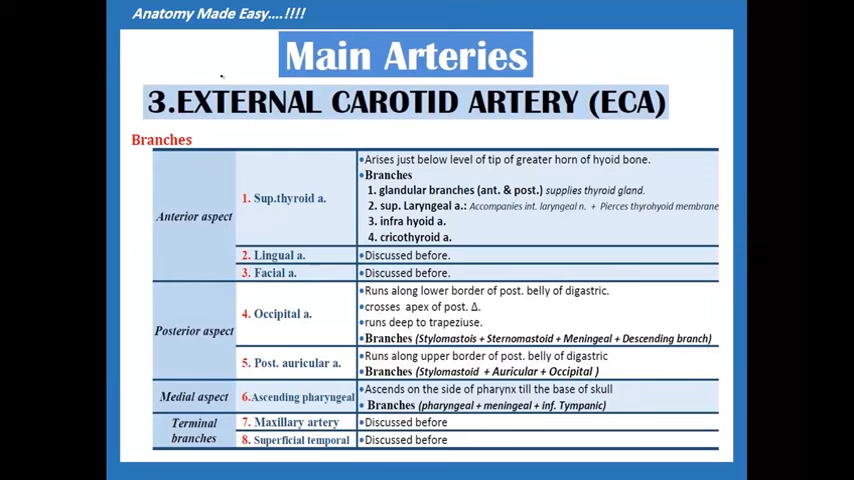 Anatomy Made Easy....!!!!
Main Arteries
3.EXTERNAL CAROTID ARTERY (ECA)
Branches
Anterior aspect
1. Sup.thyroid a.
•Arises just below level of tip of greater horn of hyoid bone.
•Branches
1. glandular branches (ant. & post.) supplies thyroid gland.
2. sup. Laryngeal a.: Accompanies int. laryngeal n. + Pierces thyrohyoid membrane
3. infra hyoid a.
4. cricothyroid a.
2. Lingual a.
•Discussed before.
3. Facial a.
•Discussed before.
Posterior aspect
4. Occipital a.
•Runs along lower border of post. belly of digastric.
•crosses apex of post. Δ.
•runs deep to trapeziuse.
•Branches (Stylomastois + Sternomastoid + Meningeal + Descending branch)
5. Post. auricular a.
•Runs along upper border of post. belly of digastric
•Branches (Stylomastoid + Auricular + Occipital )
Medial aspect
6.Ascending pharyngeal
•Ascends on the side of pharynx till the base of skull
• Branches (pharyngeal + meningeal + inf. Tympanic)
Terminal
branches
7. Maxillary artery
•Discussed before
8. Superficial temporal
•Discussed before